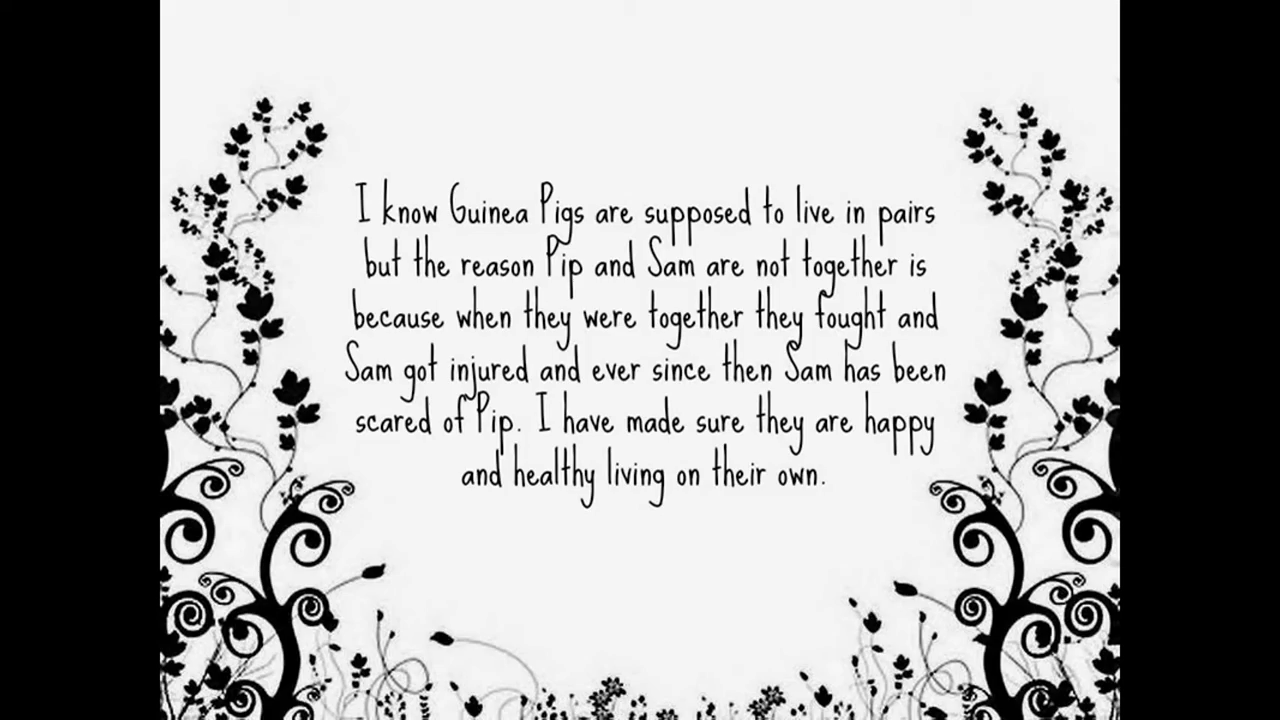 I know Guinea Pigs are supposed to live in pairs
but the reason Pip and Sam are not together is
because when they were together they fought and
Sam got injured and ever since then Sam has been
scared of Pip. I have made sure they are happy
and healthy living on their own.